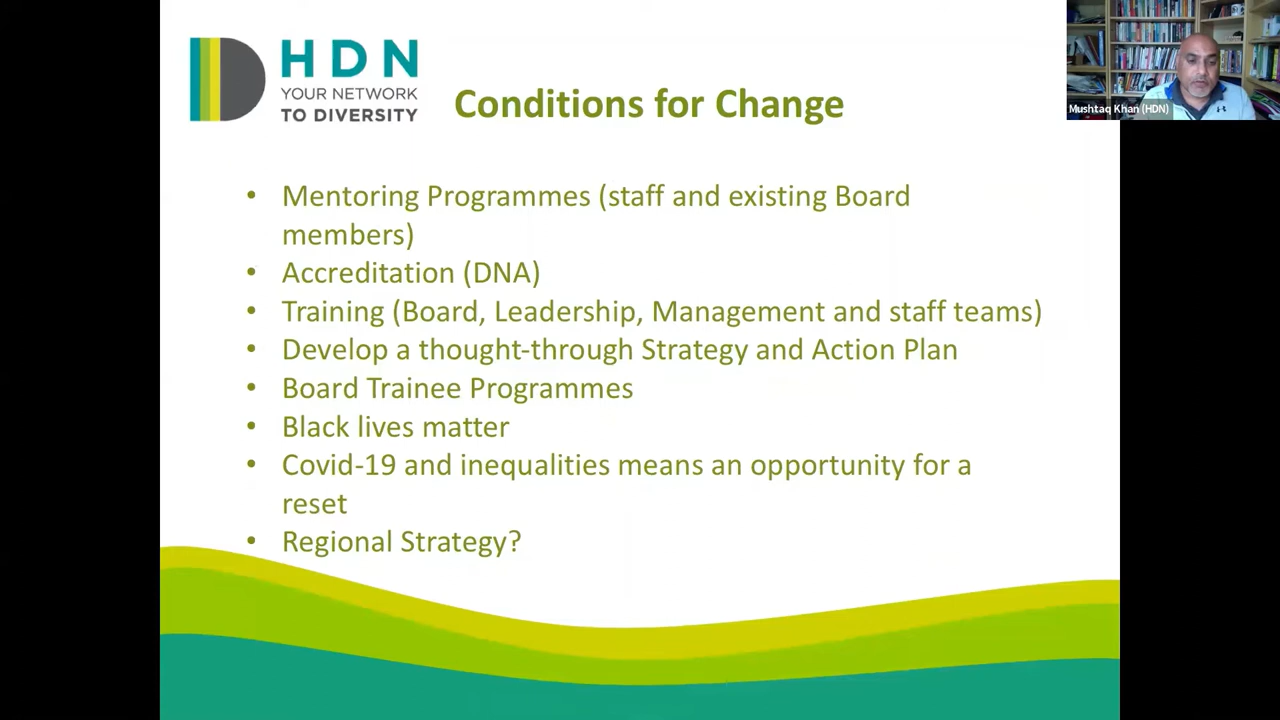 HDN
YOUR NETWORK
TO DIVERSITY
Conditions for Change
Mushtaq Khan (HDN)
• Mentoring Programmes (staff and existing Board
members)
• Accreditation (DNA)
• Training (Board, Leadership, Management and staff teams)
• Develop a thought-through Strategy and Action Plan
• Board Trainee Programmes
• Black lives matter
• Covid-19 and inequalities means an opportunity for a
reset
• Regional Strategy?